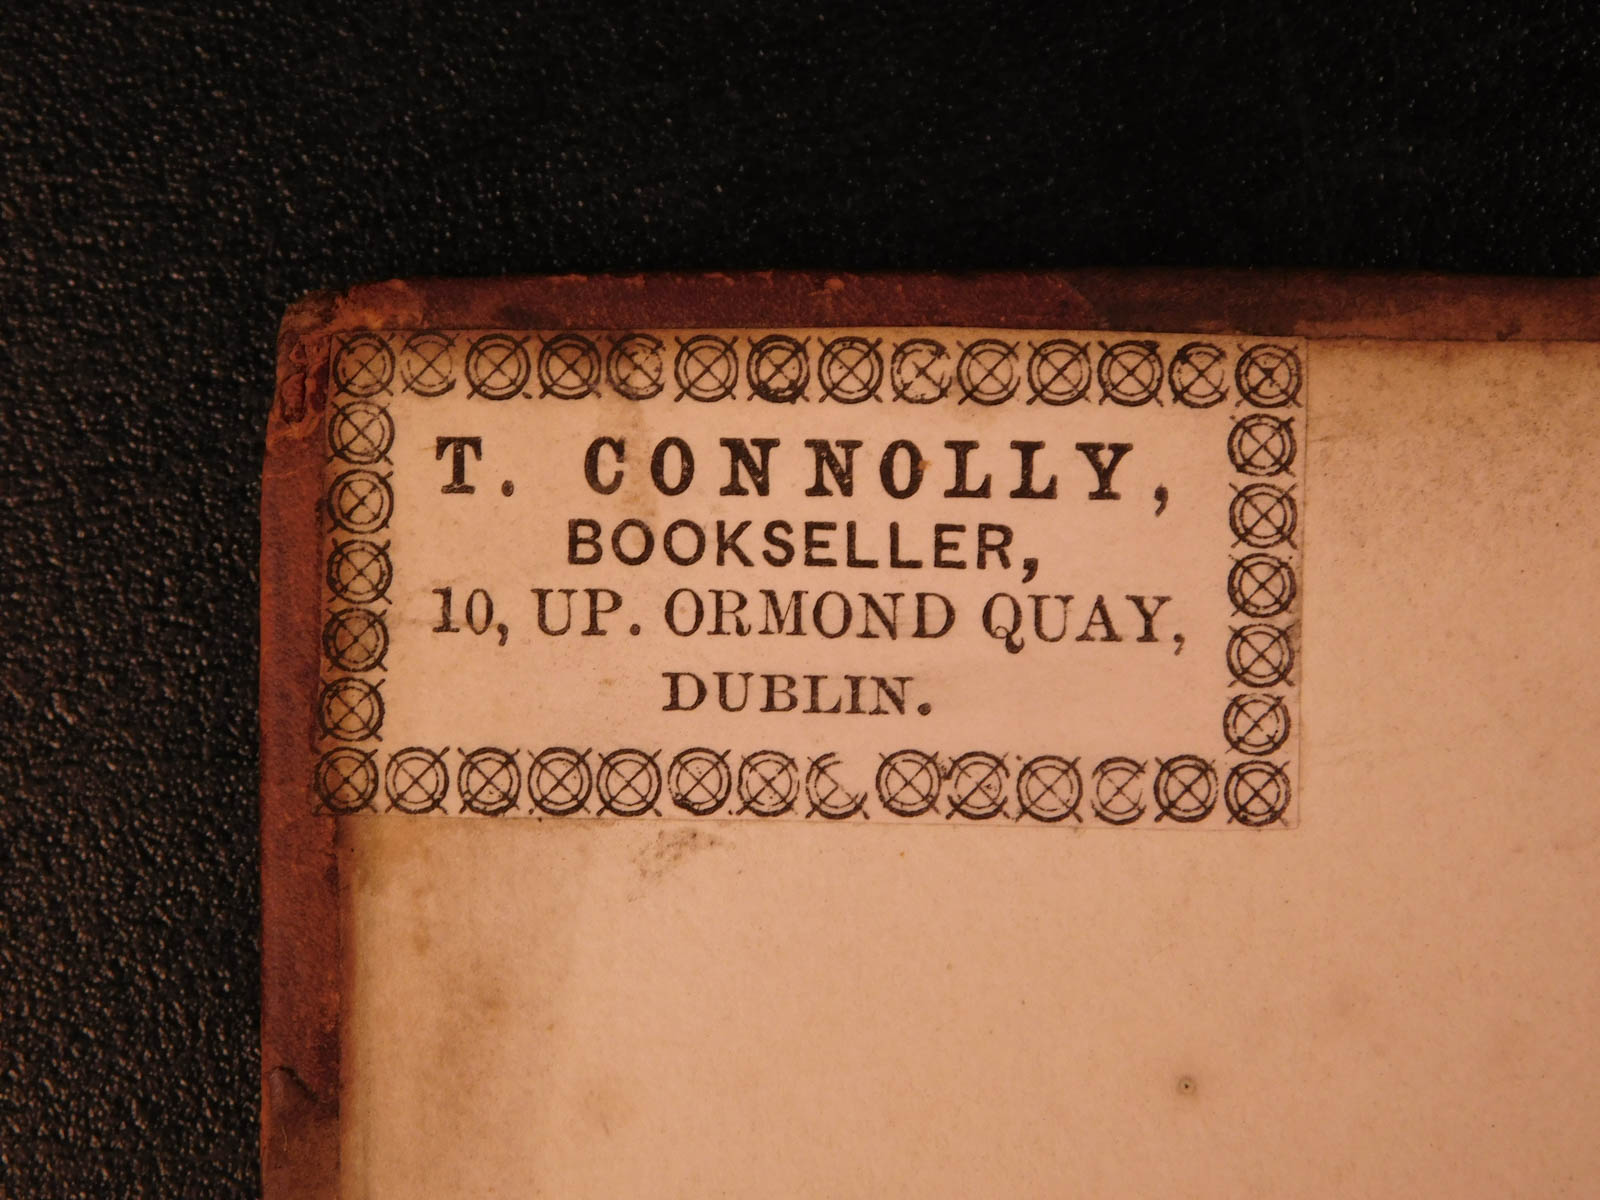 T. CONNOLLY,
BOOKSELLER,
10, UP. ORMOND QUAY,
DUBLIN.